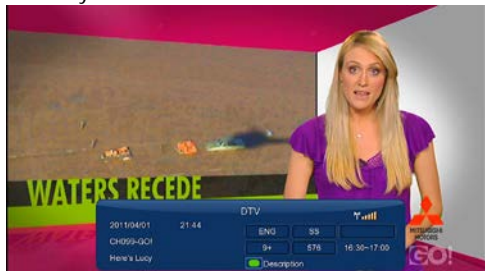 WATERS RECEDE
DTV
2011/04/01 21:44
ENG SS
CH099-GO!
9+ 576 16:30~17:00
Here's Lucy
Description
MITSUBISHI
MOTORS
GO!